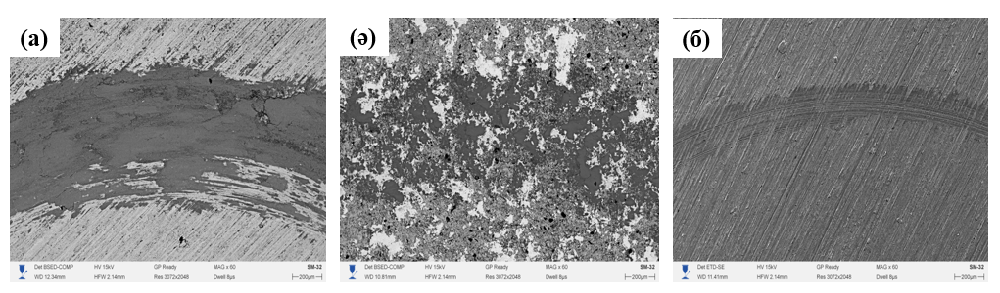 (а)
Det BSED-COMP HV 15kV GP Ready MAG x 60 SM-32
WD 12.34mm HFW 2.14mm Res 3072x2048 Dwell 8µs 200µm
(ә)
Det BSED-COMP HV 15kV GP Ready MAG x 60 SM-32
WD 10.81mm HFW 2.14mm Res 3072x2048 Dwell 8µs 200µm
(б)
Det ETD-SE HV 15kV GP Ready MAG x 60 SM-32
WD 11.41mm HFW 2.14mm Res 3072x2048 Dwell 8µs 200µm